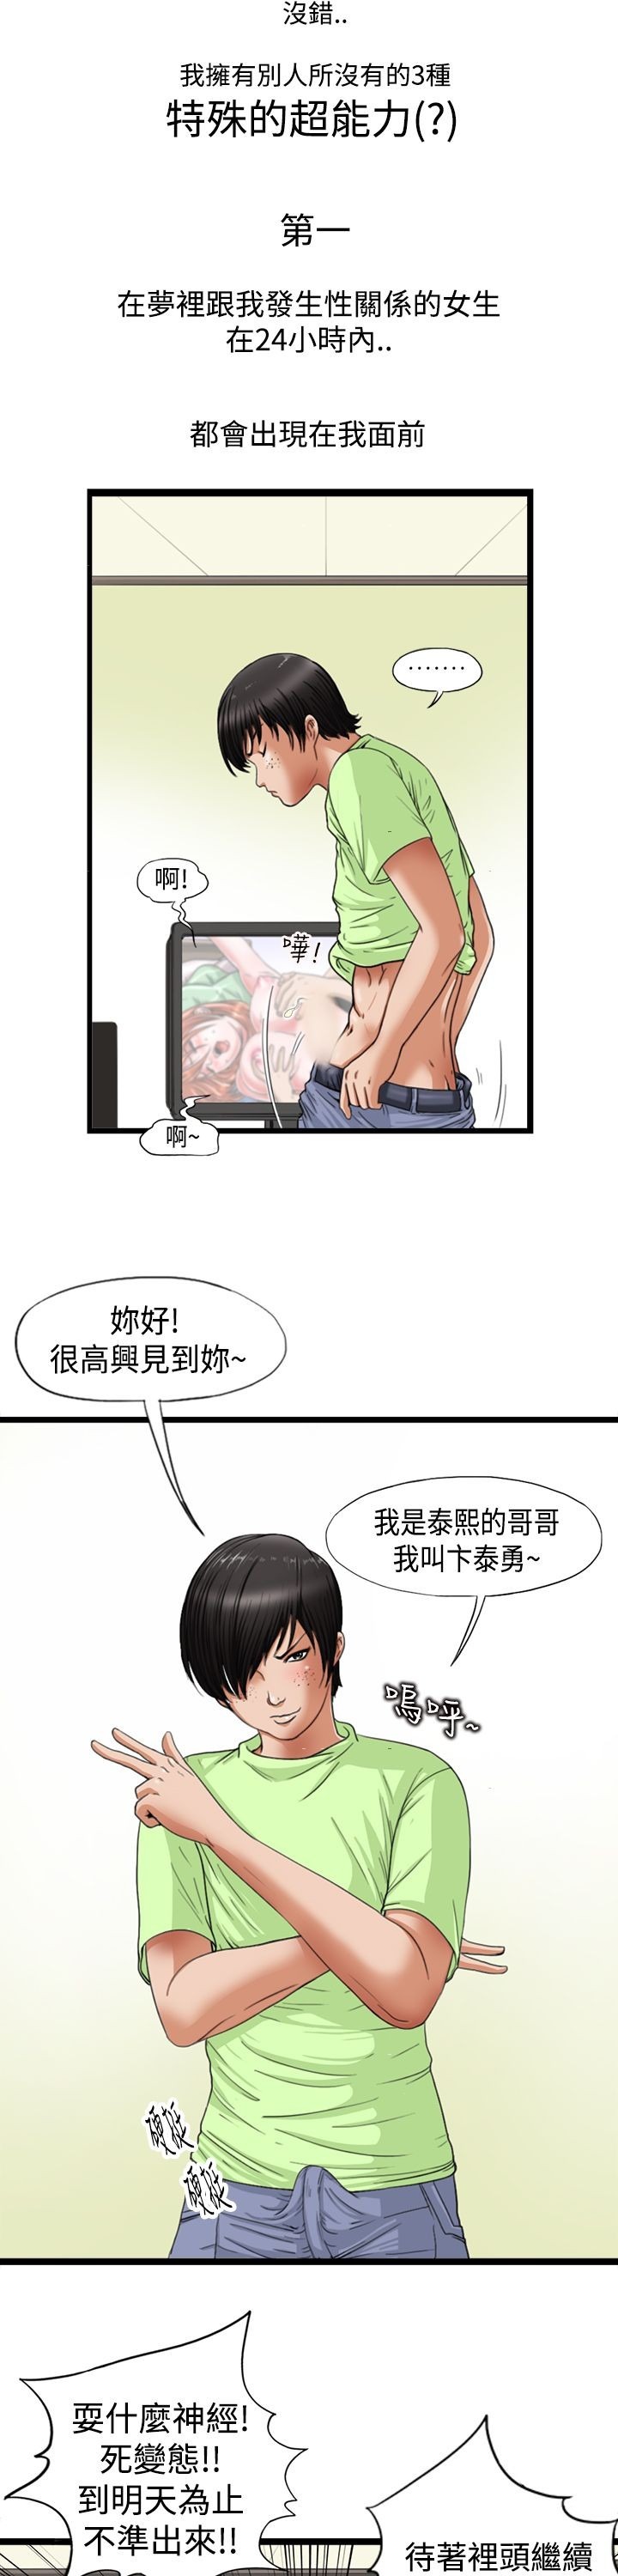 沒錯..
我擁有別人所沒有的3種
特殊的超能力(?)
第一
在夢裡跟我發生性關係的女生
在24小時內..
都會出現在我面前
.......
啊!
嘩!
啊~
妳好!
很高興見到妳~
我是泰熙的哥哥
我叫卞泰勇~
嗚呼~
硬挺
硬挺
耍什麼神經!
死變態!!
到明天為止
不準出來!!
待著裡頭繼續